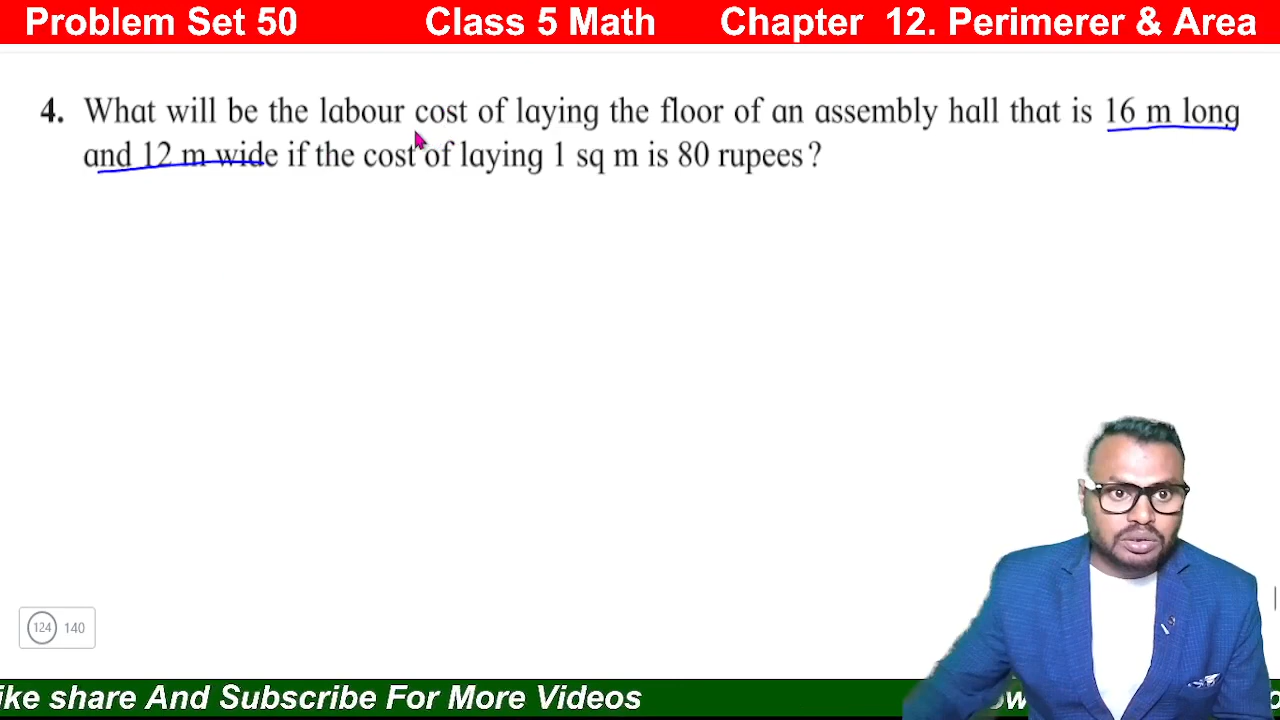 Problem Set 50 Class 5 Math Chapter 12. Perimerer & Area
4. What will be the labour cost of laying the floor of an assembly hall that is 16 m long
and 12 m wide if the cost of laying 1 sq m is 80 rupees?
124 140
ike share And Subscribe For More Videos